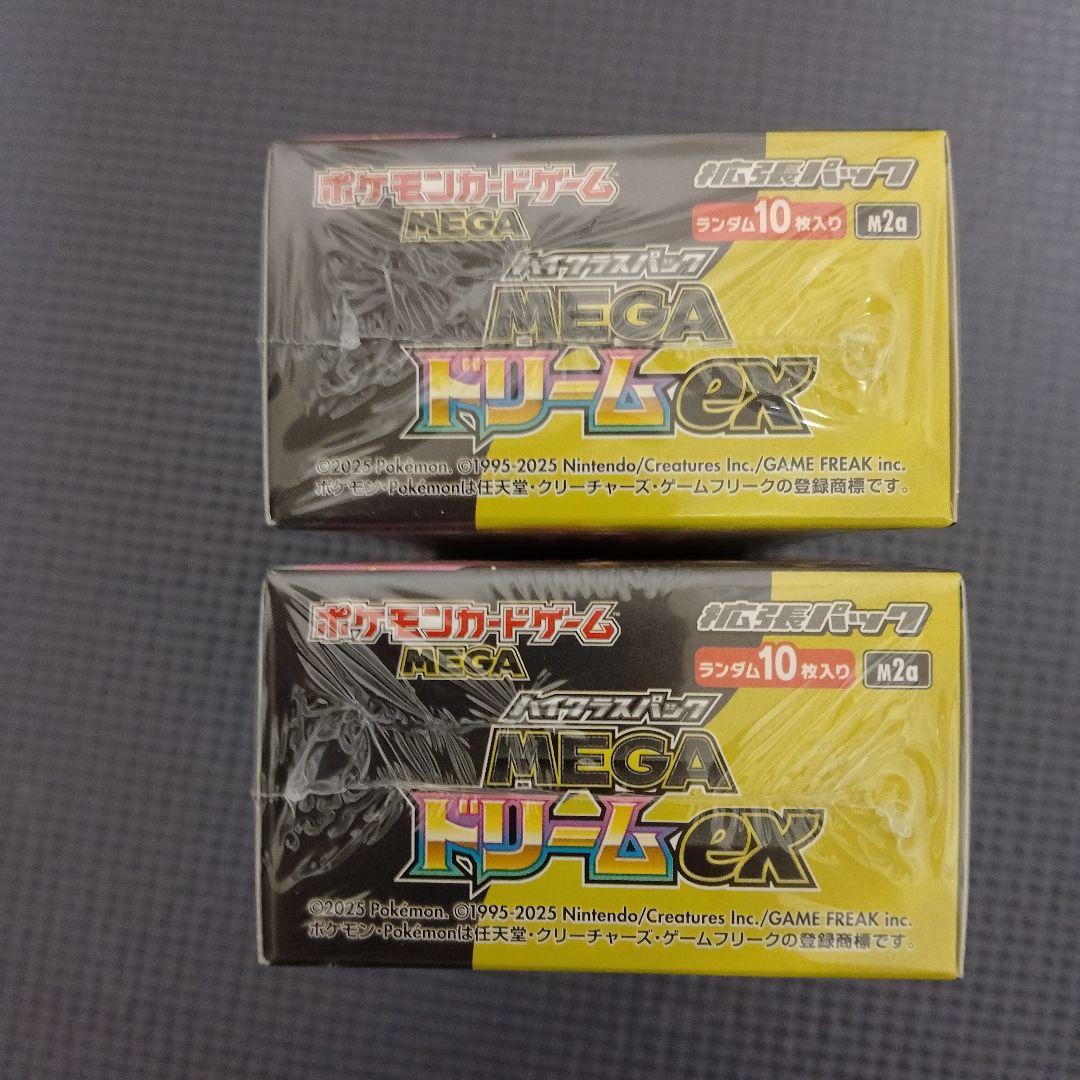 ポケモンカードゲーム
MEGA
拡張パック
ランダム10枚入り M2a
ハイクラスパック
MEGA
ドリームex
©2025 Pokémon. ©1995-2025 Nintendo/Creatures Inc./GAME FREAK inc.
ポケモン・Pokémonは任天堂・クリーチャーズ・ゲームフリークの登録商標です。
ポケモンカードゲーム
MEGA
拡張パック
ランダム10枚入り M2a
ハイクラスパック
MEGA
ドリームex
©2025 Pokémon. ©1995-2025 Nintendo/Creatures Inc./GAME FREAK inc.
ポケモン・Pokémonは任天堂・クリーチャーズ・ゲームフリークの登録商標です。